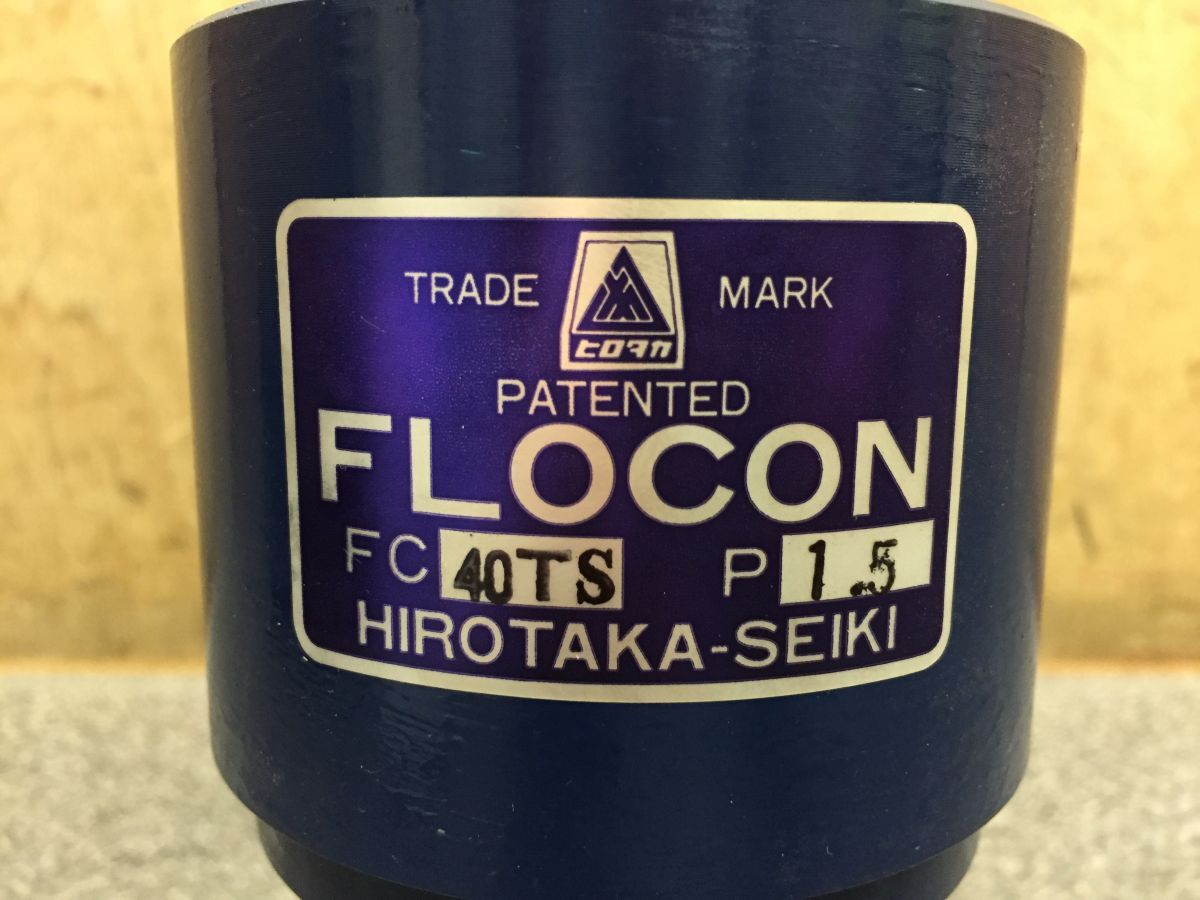 TRADE MARK
ヒロタカ
PATENTED
FLOCON
FC 40TS P 1.5
HIROTAKA-SEIKI